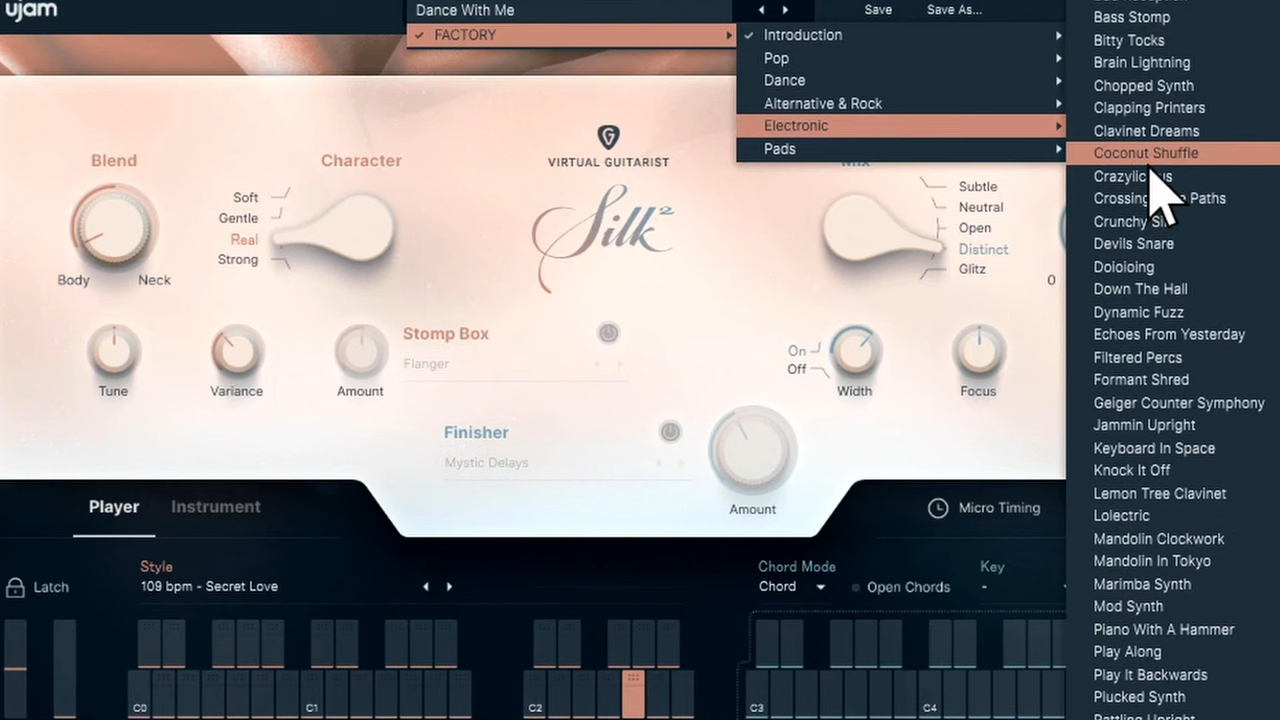 ujam
Dance With Me
FACTORY
Save
Save As...
Introduction
Pop
Dance
Alternative & Rock
Electronic
Pads
Bass Stomp
Bitty Tocks
Brain Lightning
Chopped Synth
Clapping Printers
Clavinet Dreams
Coconut Shuffle
Crossing
Paths
Crunchy
Devils Snare
Dololoing
Down The Hall
Dynamic Fuzz
Echoes From Yesterday
Filtered Percs
Formant Shred
Geiger Counter Symphony
Jammin Upright
Keyboard In Space
Knock It Off
Lemon Tree Clavinet
Lolectric
Mandolin Clockwork
Mandolin In Tokyo
Marimba Synth
Mod Synth
Piano With A Hammer
Play Along
Play It Backwards
Plucked Synth
Blend
Body
Neck
Character
Soft
Gentle
Real
Strong
VIRTUAL GUITARIST
Silk 2
Subtle
Neutral
Open
Distinct
Glitz
0
Tune
Variance
Amount
Stomp Box
Flanger
On
Off
Width
Focus
Finisher
Mystic Delays
Amount
Player
Instrument
Micro Timing
Latch
Style
109 bpm - Secret Love
Chord Mode
Chord
Open Chords
Key
-
C0
C1
C2
C3
C4